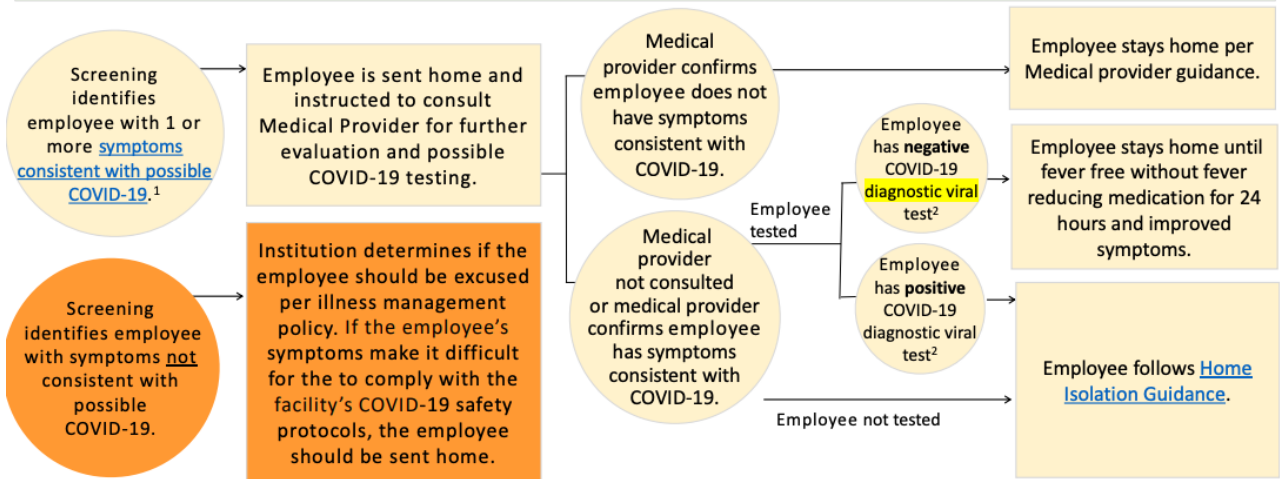 Screening
identifies
employee with 1 or
more symptoms
consistent with possible
COVID-19.1
Employee is sent home and
instructed to consult
Medical Provider for further
evaluation and possible
COVID-19 testing.
Medical
provider confirms
employee does not
have symptoms
consistent with
COVID-19.
Employee stays home per
Medical provider guidance.
Employee
has negative
COVID-19
diagnostic viral
test2
Employee stays home until
fever free without fever
reducing medication for 24
hours and improved
symptoms.
Employee
tested
Screening
identifies employee
with symptoms not
consistent with
possible
COVID-19.
Institution determines if the
employee should be excused
per illness management
policy. If the employee’s
symptoms make it difficult
for the to comply with the
facility’s COVID-19 safety
protocols, the employee
should be sent home.
Medical
provider
not consulted
or medical provider
confirms employee
has symptoms
consistent with
COVID-19.
Employee
has positive
COVID-19
diagnostic viral
test2
Employee not tested
Employee follows Home
Isolation Guidance.